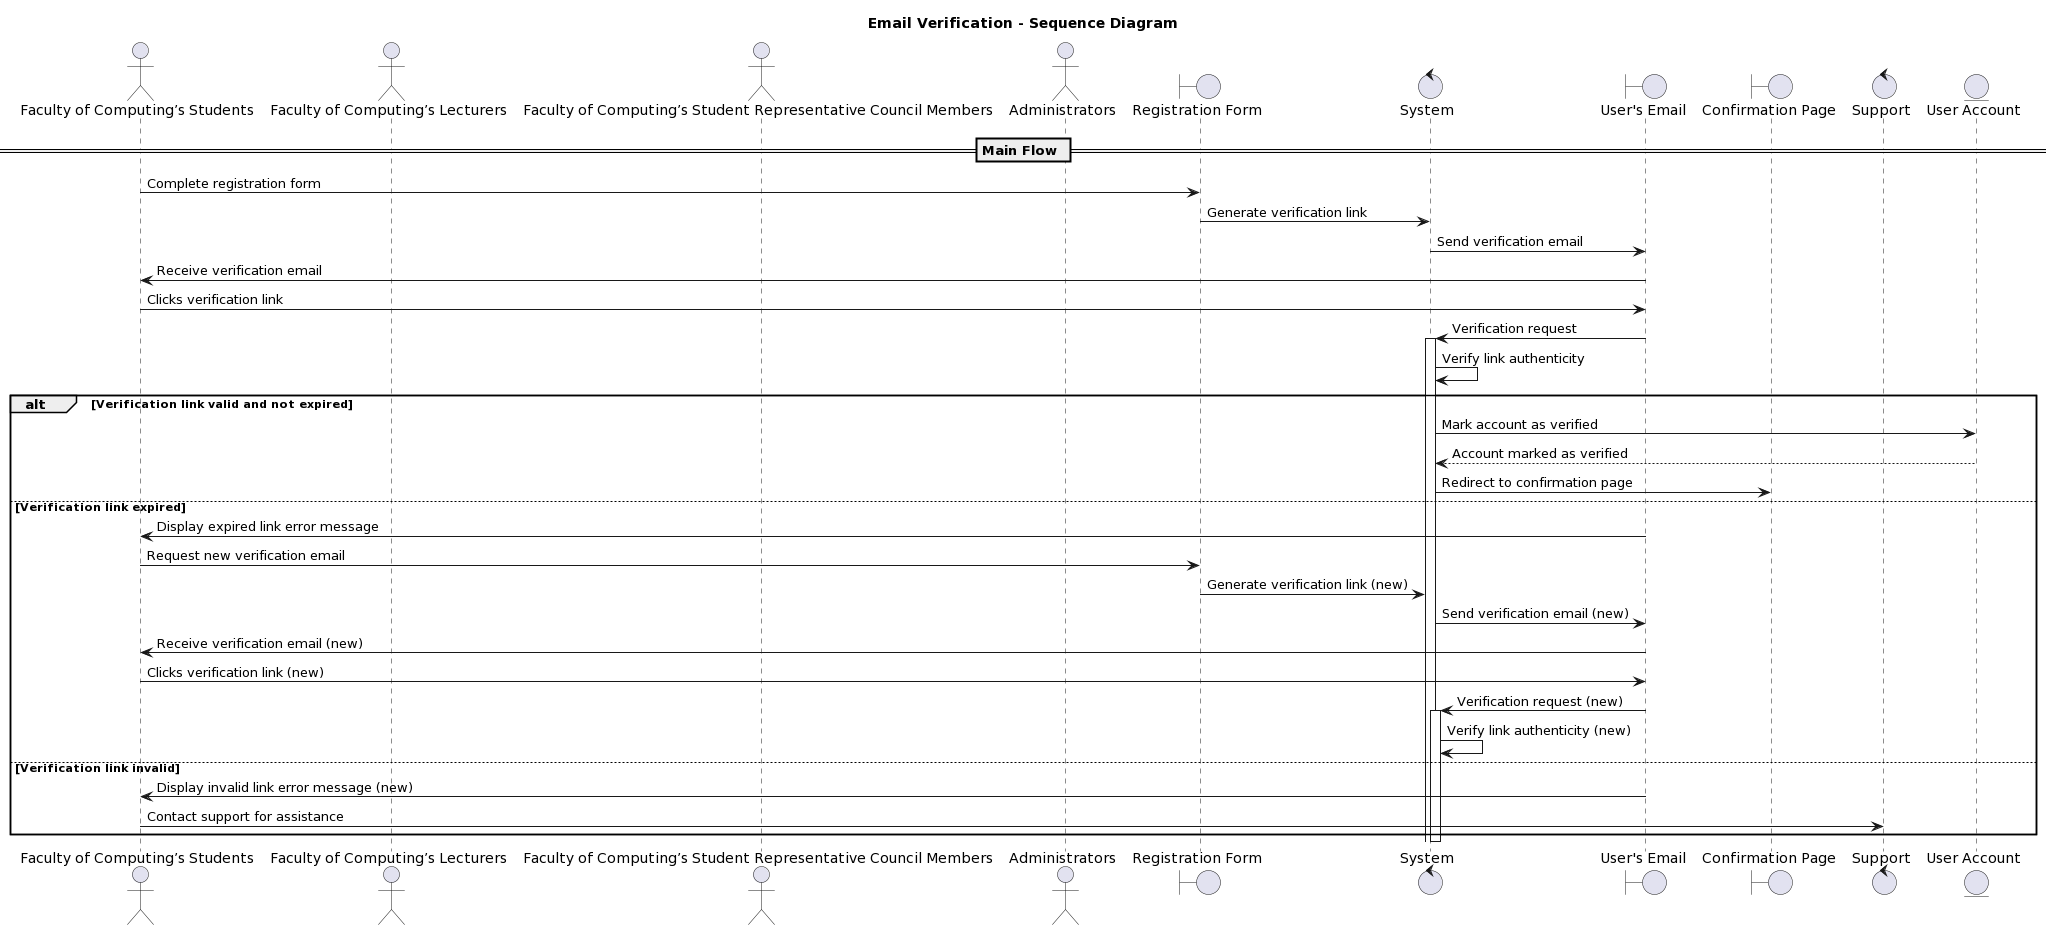 Email Verification - Sequence Diagram
Faculty of Computing’s Students
Faculty of Computing’s Lecturers
Faculty of Computing’s Student Representative Council Members
Administrators
Registration Form
System
User's Email
Confirmation Page
Support
User Account
Main Flow
Complete registration form
Generate verification link
Send verification email
Receive verification email
Clicks verification link
Verification request
Verify link authenticity
alt
[Verification link valid and not expired]
Mark account as verified
Account marked as verified
Redirect to confirmation page
[Verification link expired]
Display expired link error message
Request new verification email
Generate verification link (new)
Send verification email (new)
Receive verification email (new)
Clicks verification link (new)
Verification request (new)
Verify link authenticity (new)
[Verification link invalid]
Display invalid link error message (new)
Contact support for assistance
Faculty of Computing’s Students
Faculty of Computing’s Lecturers
Faculty of Computing’s Student Representative Council Members
Administrators
Registration Form
System
User's Email
Confirmation Page
Support
User Account